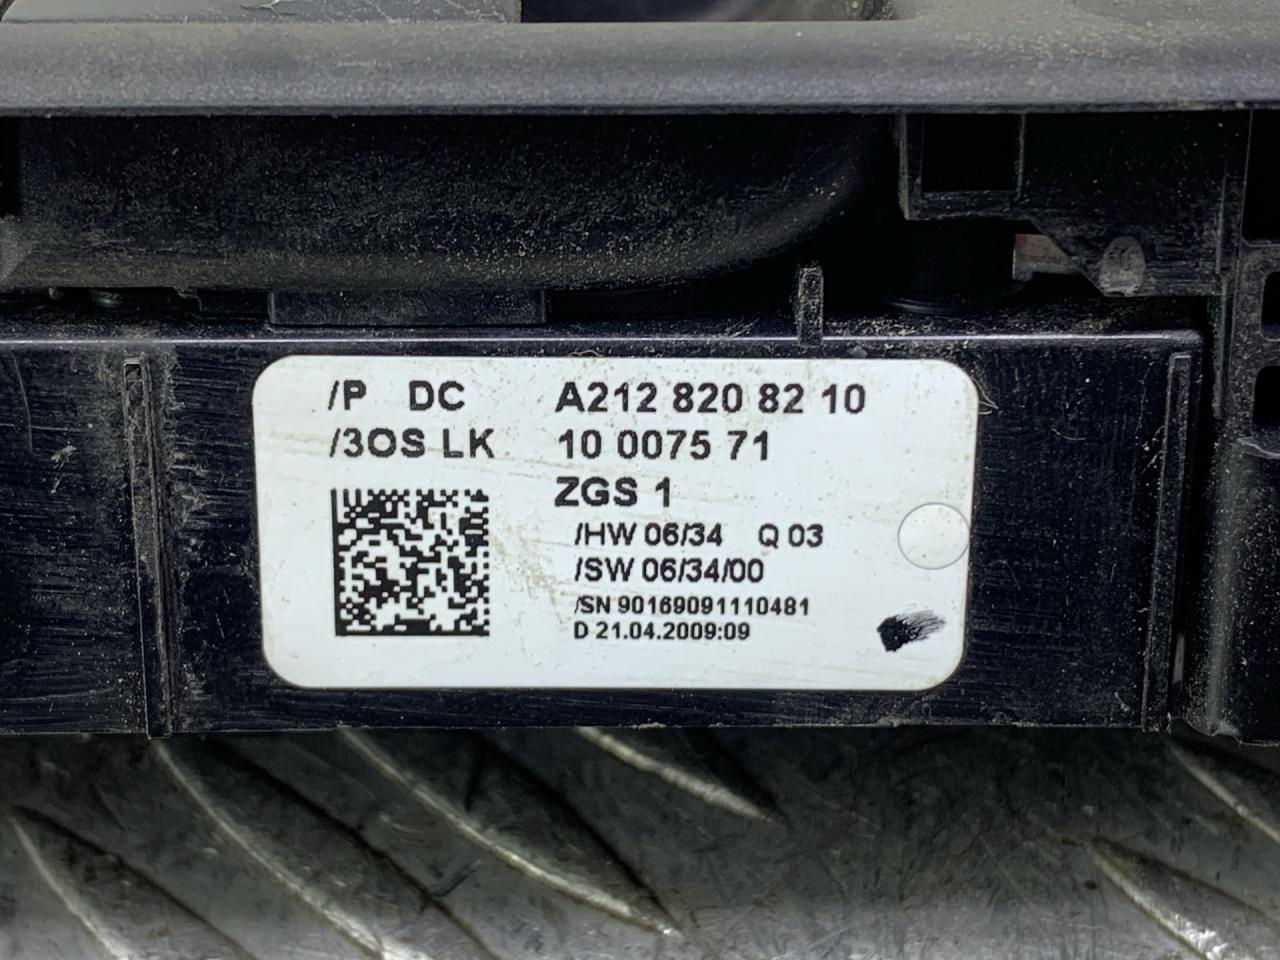 /P DC A212 820 82 10
/3OS LK 10 0075 71
ZGS 1
/HW 06/34 Q 03
/SW 06/34/00
/SN 90169091110481
D 21.04.2009:09